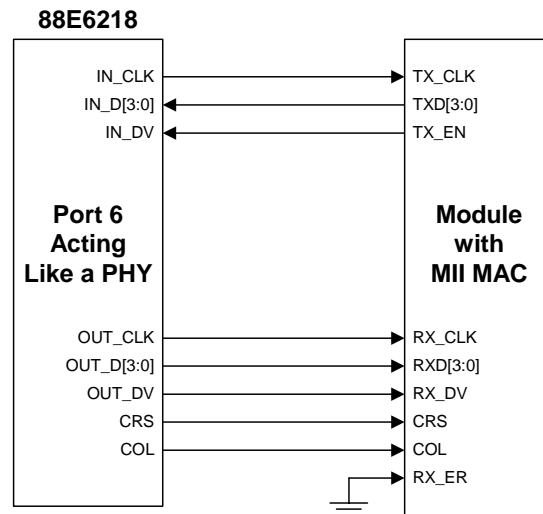 88E6218
IN_CLK
TX_CLK
IN_D[3:0]
TXD[3:0]
IN_DV
TX_EN
Port 6
Acting
Like a PHY
Module
with
MII MAC
OUT_CLK
RX_CLK
OUT_D[3:0]
RXD[3:0]
OUT_DV
RX_DV
CRS
CRS
COL
COL
RX_ER